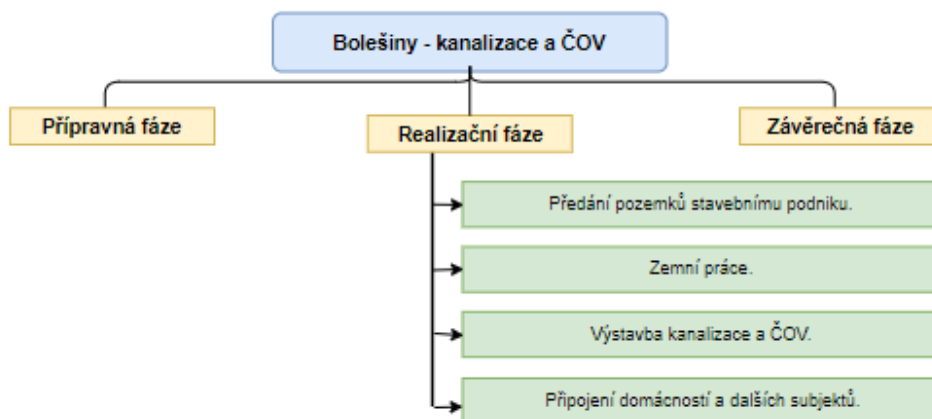 Bolešiny - kanalizace a ČOV
Přípravná fáze
Realizační fáze
Závěrečná fáze
Předání pozemků stavebnímu podniku.
Zemní práce.
Výstavba kanalizace a ČOV.
Připojení domácností a dalších subjektů.